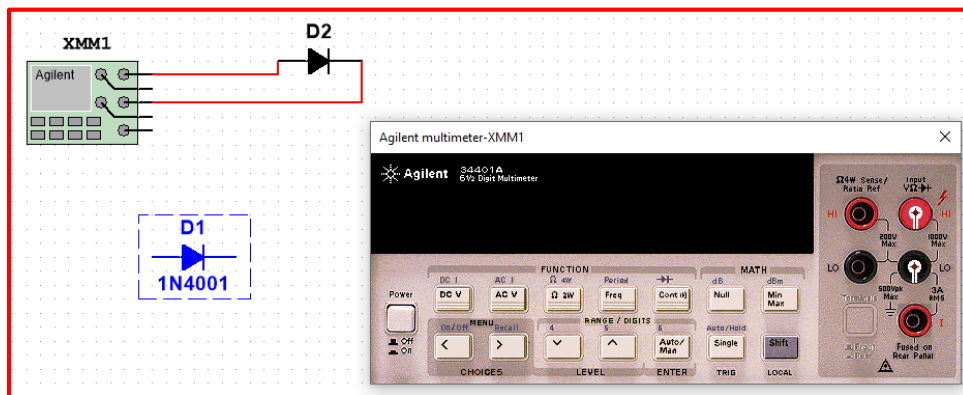 D2
XMM1
Agilent
D1
1N4001
Agilent multimeter-XMM1
Agilent 34401A
6½ Digit Multimeter
Ω4W Sense/
Ratio Ref
Input
VΩ
HI
HI
200V
Max
1000V
Max
LO
LO
500Vpk
Max
3A
RMS
I
Fused on
Rear Panel
FUNCTION
MATH
DC I
AC I
Ω 4W
Period
dB
dBm
Power
DC V
AC V
Ω 2W
Freq
Cont
Null
Min
Max
Off
On
On/Off
MENU
Recall
RANGE / DIGITS
4
5
6
Auto/Hold
<
>
Auto/
Man
Single
Shift
CHOICES
LEVEL
ENTER
TRIG
LOCAL